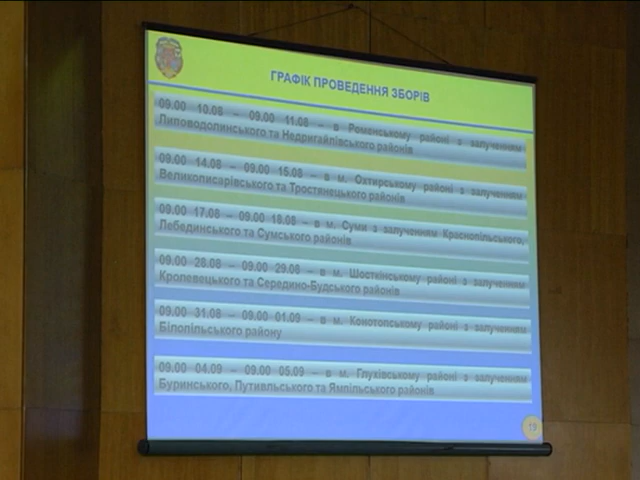 ГРАФІК ПРОВЕДЕННЯ ЗБОРІВ
09.00 10.08 – 09.00 11.08 – в Роменському районі з залученням
Липоводолинського та Недригайлівського районів
09.00 14.08 – 09.00 15.08 – в м. Охтирському районі з залученням
Великописарівського та Тростянецького районів
09.00 17.08 – 09.00 18.08 – в м. Суми з залученням Краснопільського,
Лебединського та Сумського районів
09.00 28.08 – 09.00 29.08 – в м. Шосткінському районі з залученням
Кролевецького та Середино-Будського районів
09.00 31.08 – 09.00 01.09 – в м. Конотопському районі з залученням
Білопільського району
09.00 04.09 – 09.00 05.09 – в м. Глухівському районі з залученням
Буринського, Путивльського та Ямпільського районів
19